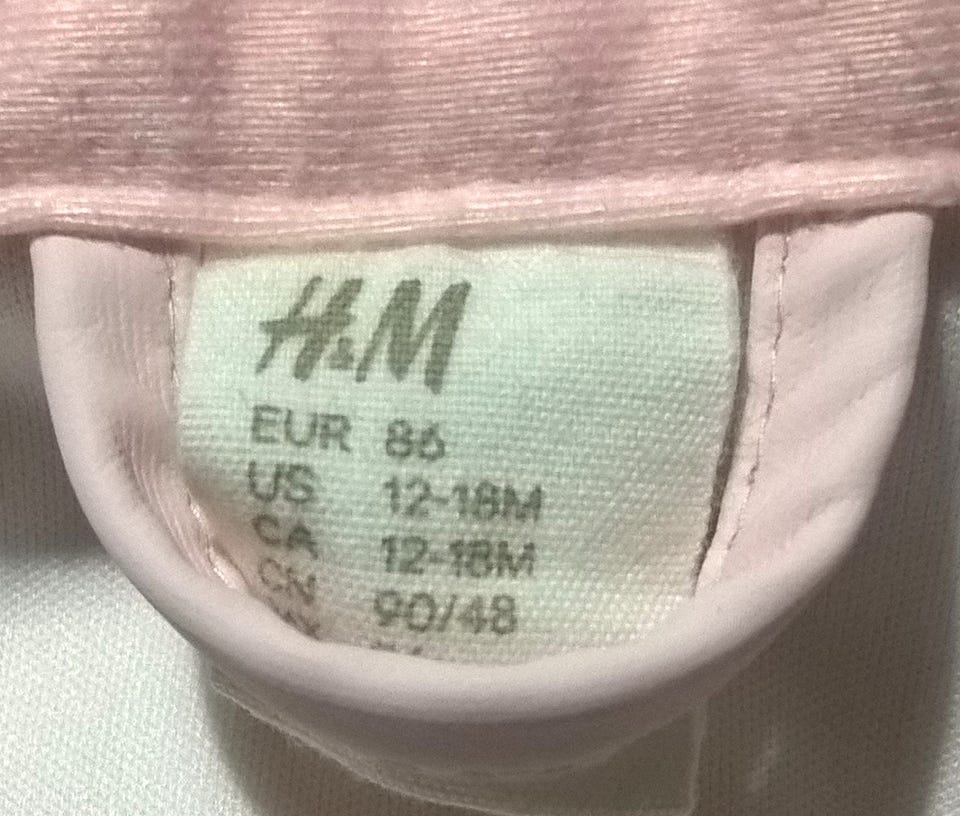 H&M
EUR 86
US 12-18M
CA 12-18M
CN 90/48